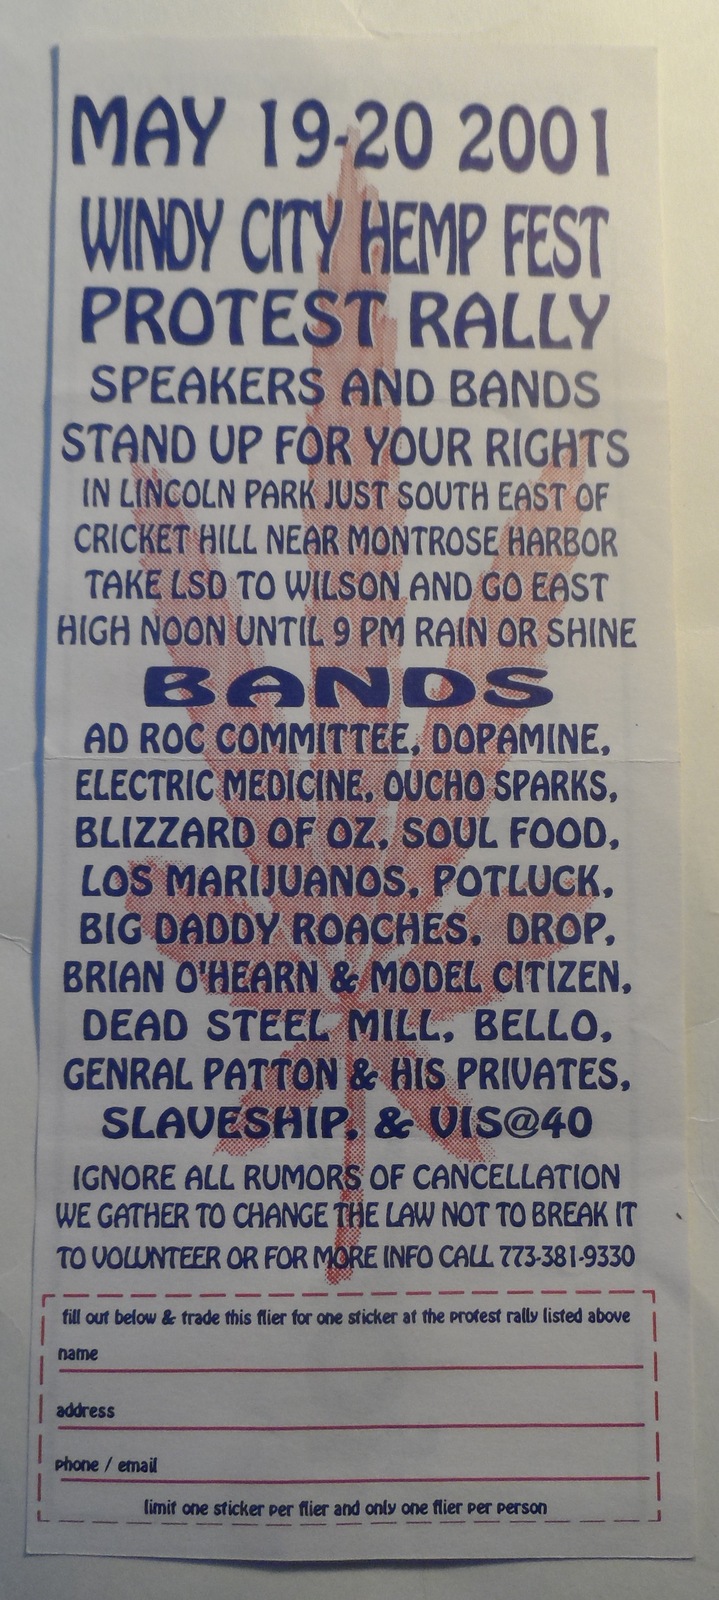 MAY 19-20 2001
WINDY CITY HEMP FEST
PROTEST RALLY
SPEAKERS AND BANDS
STAND UP FOR YOUR RIGHTS
IN LINCOLN PARK JUST SOUTH EAST OF
CRICKET HILL NEAR MONTROSE HARBOR
TAKE LSD TO WILSON AND GO EAST
HIGH NOON UNTIL 9 PM RAIN OR SHINE
BANDS
AD ROC COMMITTEE, DOPAMINE,
ELECTRIC MEDICINE, OUCHO SPARKS,
BLIZZARD OF OZ, SOUL FOOD,
LOS MARIJUANOS, POTLUCK,
BIG DADDY ROACHES, DROP,
BRIAN O'HEARN & MODEL CITIZEN,
DEAD STEEL MILL, BELLO,
GENRAL PATTON & HIS PRIVATES,
SLAVESHIP, & VIS@40
IGNORE ALL RUMORS OF CANCELLATION
WE GATHER TO CHANGE THE LAW NOT TO BREAK IT
TO VOLUNTEER OR FOR MORE INFO CALL 773-381-9330
fill out below & trade this flier for one sticker at the protest rally listed above
name
address
phone / email
limit one sticker per flier and only one flier per person